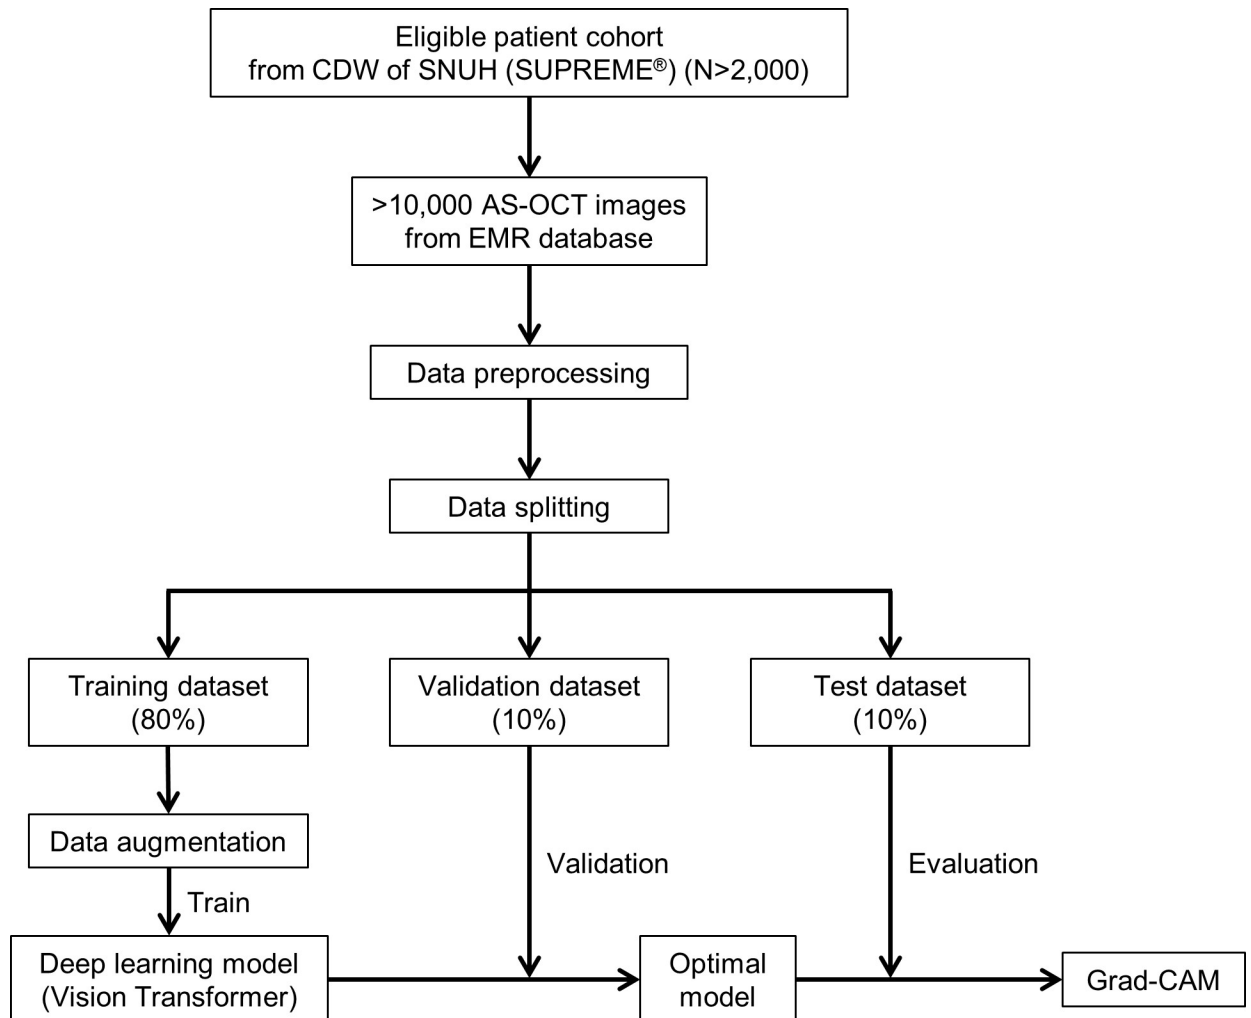 Eligible patient cohort
from CDW of SNUH (SUPREME®) (N>2,000)
>10,000 AS-OCT images
from EMR database
Data preprocessing
Data splitting
Training dataset
(80%)
Validation dataset
(10%)
Test dataset
(10%)
Data augmentation
Validation
Evaluation
Train
Deep learning model
(Vision Transformer)
Optimal
model
Grad-CAM